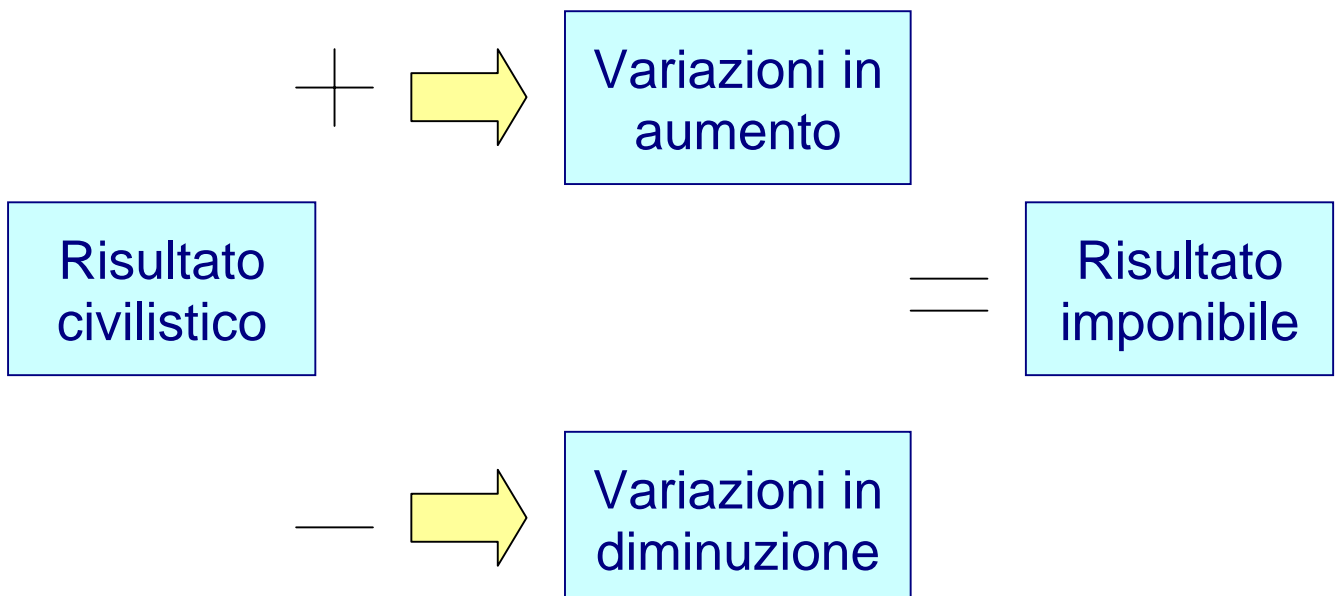 +
Variazioni in
aumento
Risultato
civilistico
=
Risultato
imponibile
—
Variazioni in
diminuzione